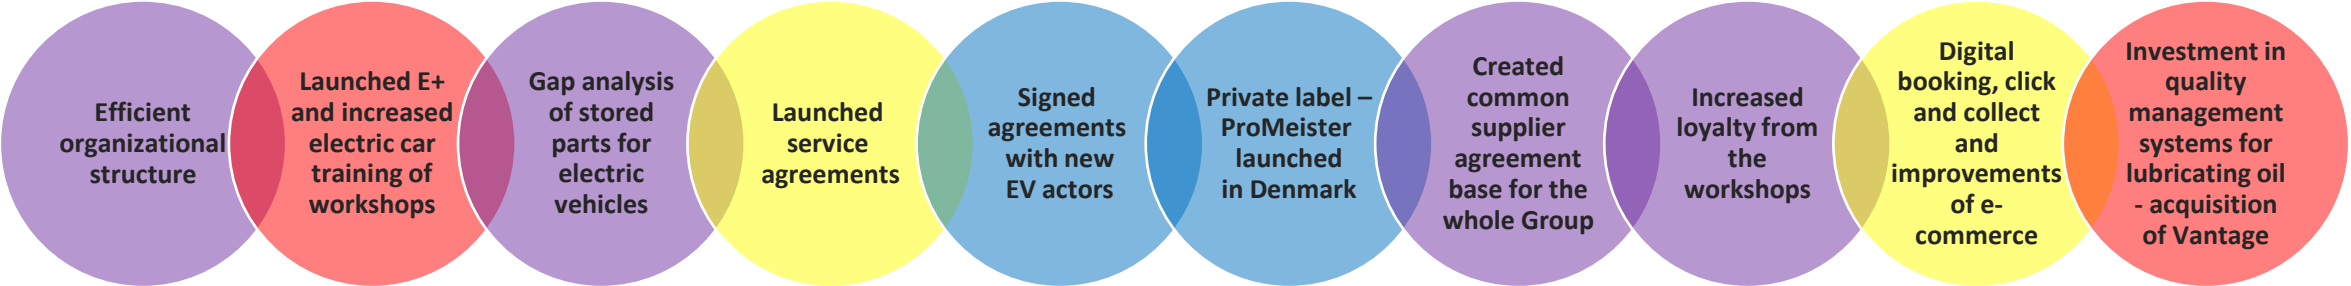 Efficient
organizational
structure
Launched E+
and increased
electric car
training of
workshops
Gap analysis
of stored
parts for
electric
vehicles
Launched
service
agreements
Signed
agreements
with new
EV actors
Private label –
ProMeister
launched
in Denmark
Created
common
supplier
agreement
base for the
whole Group
Increased
loyalty from
the
workshops
Digital
booking, click
and collect
and
improvements
of e-
commerce
Investment in
quality
management
systems for
lubricating oil
- acquisition
of Vantage